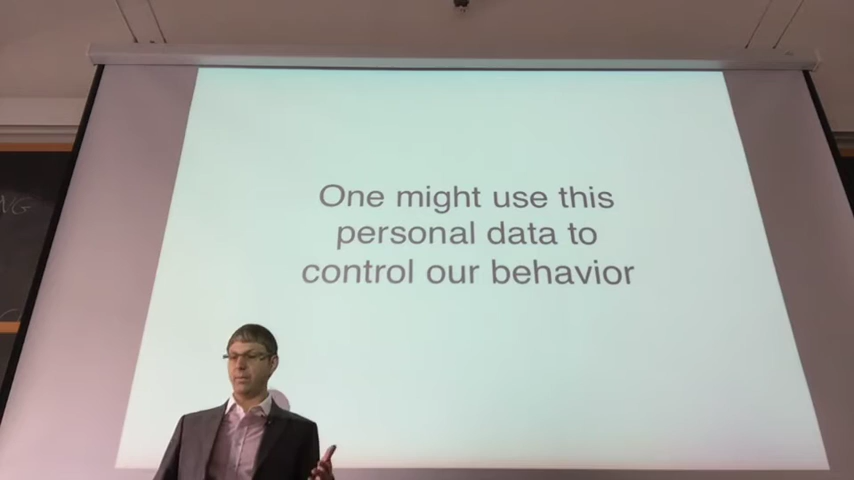 One might use this
personal data to
control our behavior